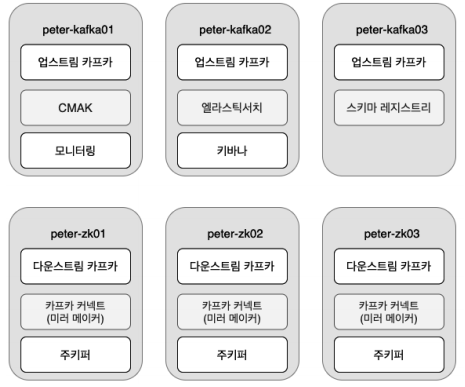 peter-kafka01
업스트림 카프카
CMAK
모니터링
peter-kafka02
업스트림 카프카
엘라스틱서치
키바나
peter-kafka03
업스트림 카프카
스키마 레지스트리
peter-zk01
다운스트림 카프카
카프카 커넥트
(미러 메이커)
주키퍼
peter-zk02
다운스트림 카프카
카프카 커넥트
(미러 메이커)
주키퍼
peter-zk03
다운스트림 카프카
카프카 커넥트
(미러 메이커)
주키퍼